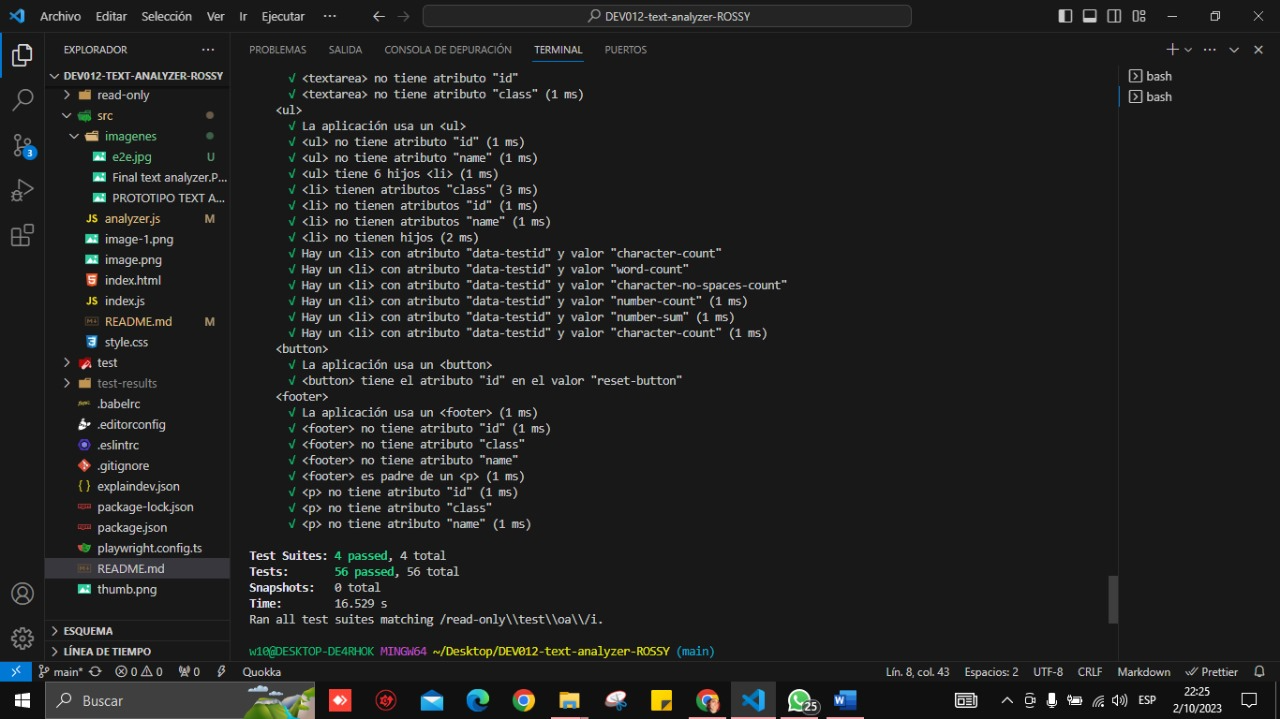 Archivo Editar Selección Ver Ir Ejecutar ··· DEV012-text-analyzer-ROSSY
EXPLORADOR ···
DEV012-TEXT-ANALYZER-ROSSY
read-only
src
imagenes
e2e.jpg U
Final text analyzer.P...
PROTOTIPO TEXT A...
JS analyzer.js M
image-1.png
image.png
index.html
JS index.js
README.md M
style.css
test
test-results
.babelrc
.editorconfig
.eslintrc
.gitignore
{ } explaindev.json
package-lock.json
package.json
playwright.config.ts
README.md
thumb.png
ESQUEMA
LÍNEA DE TIEMPO
3
PROBLEMAS SALIDA CONSOLA DE DEPURACIÓN TERMINAL PUERTOS
√ <textarea> no tiene atributo "id"
√ <textarea> no tiene atributo "class" (1 ms)
<ul>
√ La aplicación usa un <ul>
√ <ul> no tiene atributo "id" (1 ms)
√ <ul> no tiene atributo "name" (1 ms)
√ <ul> tiene 6 hijos <li> (1 ms)
√ <li> tienen atributos "class" (3 ms)
√ <li> no tienen atributos "id" (1 ms)
√ <li> no tienen atributos "name" (1 ms)
√ <li> no tienen hijos (2 ms)
√ Hay un <li> con atributo "data-testid" y valor "character-count"
√ Hay un <li> con atributo "data-testid" y valor "word-count"
√ Hay un <li> con atributo "data-testid" y valor "character-no-spaces-count"
√ Hay un <li> con atributo "data-testid" y valor "number-count" (1 ms)
√ Hay un <li> con atributo "data-testid" y valor "number-sum" (1 ms)
√ Hay un <li> con atributo "data-testid" y valor "character-count" (1 ms)
<button>
√ La aplicación usa un <button>
√ <button> tiene el atributo "id" en el valor "reset-button"
<footer>
√ La aplicación usa un <footer> (1 ms)
√ <footer> no tiene atributo "id" (1 ms)
√ <footer> no tiene atributo "class"
√ <footer> no tiene atributo "name"
√ <footer> es padre de un <p> (1 ms)
√ <p> no tiene atributo "id" (1 ms)
√ <p> no tiene atributo "class"
√ <p> no tiene atributo "name" (1 ms)
Test Suites: 4 passed, 4 total
Tests: 56 passed, 56 total
Snapshots: 0 total
Time: 16.529 s
Ran all test suites matching /read-only\\test\\oa\\/i.
w10@DESKTOP-DE4RHOK MINGW64 ~/Desktop/DEV012-text-analyzer-ROSSY (main)
bash
bash
main* 0 0 0 Quokka Lín. 8, col. 43 Espacios: 2 UTF-8 CRLF Markdown Prettier
Buscar 25 ESP 22:25
2/10/2023